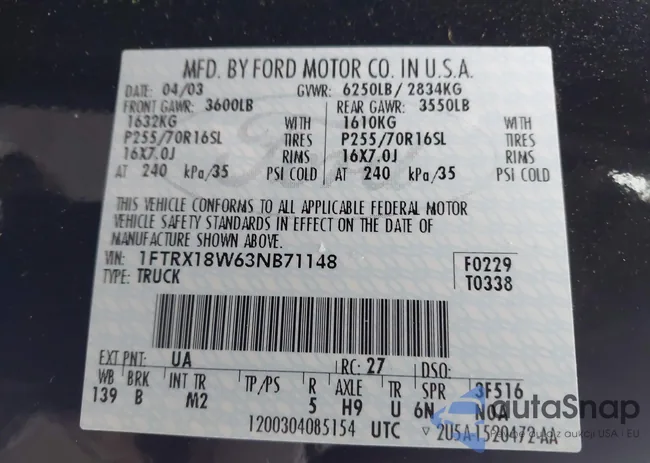 MFD. BY FORD MOTOR CO. IN U.S.A.
DATE: 04/03 GVWR: 6250LB/ 2834KG
FRONT GAWR: 3600LB REAR GAWR: 3550LB
1632KG WITH 1610KG WITH
P255/70R16SL TIRES P255/70R16SL TIRES
16X7.0J RIMS 16X7.0J RIMS
AT 240 kPa/35 PSI COLD AT 240 kPa/35 PSI COLD
THIS VEHICLE CONFORMS TO ALL APPLICABLE FEDERAL MOTOR
VEHICLE SAFETY STANDARDS IN EFFECT ON THE DATE OF
MANUFACTURE SHOWN ABOVE.
VIN: 1FTRX18W63NB71148 F0229
TYPE: TRUCK T0338
EXT PNT: UA RC: 27 DSO:
WB BRK INT TR TP/PS R AXLE TR SPR 3F516
139 B M2 5 H9 U 6N NOA
1200304085154 UTC ▽ 2U5A-1520472-AA
Ford
autoSnap